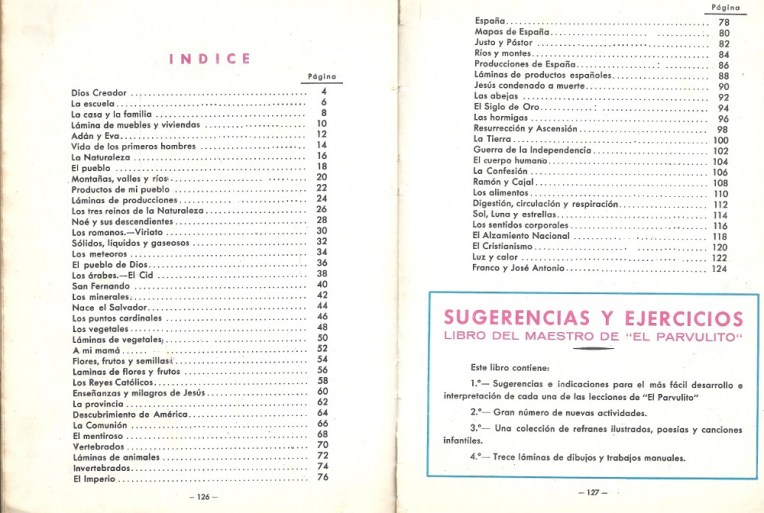 INDICE
Página
Dios Creador 4
La escuela 6
La casa y la familia 8
Lámina de muebles y viviendas 10
Adán y Eva 12
Vida de los primeros hombres 14
La Naturaleza 16
El pueblo 18
Montañas, valles y ríos 20
Productos de mi pueblo 22
Láminas de producciones 24
Los tres reinos de la Naturaleza 26
Noé y sus descendientes 28
Los romanos.—Viriato 30
Sólidos, líquidos y gaseosos 32
Los meteoros 34
El pueblo de Dios 36
Los árabes.—El Cid 38
San Fernando 40
Los minerales 42
Nace el Salvador 44
Los puntos cardinales 46
Los vegetales 48
Láminas de vegetales 50
A mi mamá 52
Flores, frutos y semillas 54
Laminas de flores y frutos 56
Los Reyes Católicos 58
Enseñanzas y milagros de Jesús 60
La provincia 62
Descubrimiento de América 64
La Comunión 66
El mentiroso 68
Vertebrados 70
Láminas de animales 72
Invertebrados 74
El Imperio 76
— 126 —
Página
España 78
Mapas de España 80
Justo y Pástor 82
Ríos y montes 84
Producciones de España 86
Láminas de productos españoles 88
Jesús condenado a muerte 90
Las abejas 92
El Siglo de Oro 94
Las hormigas 96
Resurrección y Ascensión 98
La Tierra 100
Guerra de la Independencia 102
El cuerpo humano 104
La Confesión 106
Ramón y Cajal 108
Los alimentos 110
Digestión, circulación y respiración 112
Sol, Luna y estrellas 114
Los sentidos corporales 116
El Alzamiento Nacional 118
El Cristianismo 120
Luz y calor 122
Franco y José Antonio 124
SUGERENCIAS Y EJERCICIOS
LIBRO DEL MAESTRO DE "EL PARVULITO"
Este libro contiene:
1.º— Sugerencias e indicaciones para el más fácil desarrollo e
interpretación de cada una de las lecciones de "El Parvulito"
2.º— Gran número de nuevas actividades.
3.º— Una colección de refranes ilustrados, poesías y canciones
infantiles.
4.º— Trece láminas de dibujos y trabajos manuales.
— 127 —